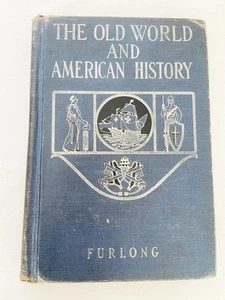 THE OLD WORLD
AND
AMERICAN HISTORY
FURLONG